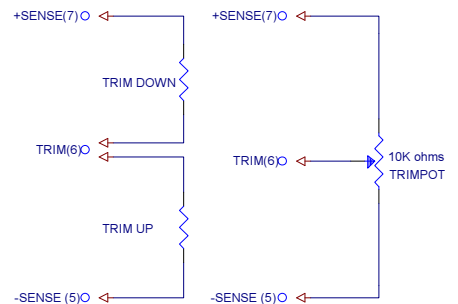 +SENSE(7)
TRIM DOWN
TRIM(6)
TRIM UP
-SENSE (5)
+SENSE(7)
TRIM(6)
10K ohms
TRIMPOT
-SENSE (5)